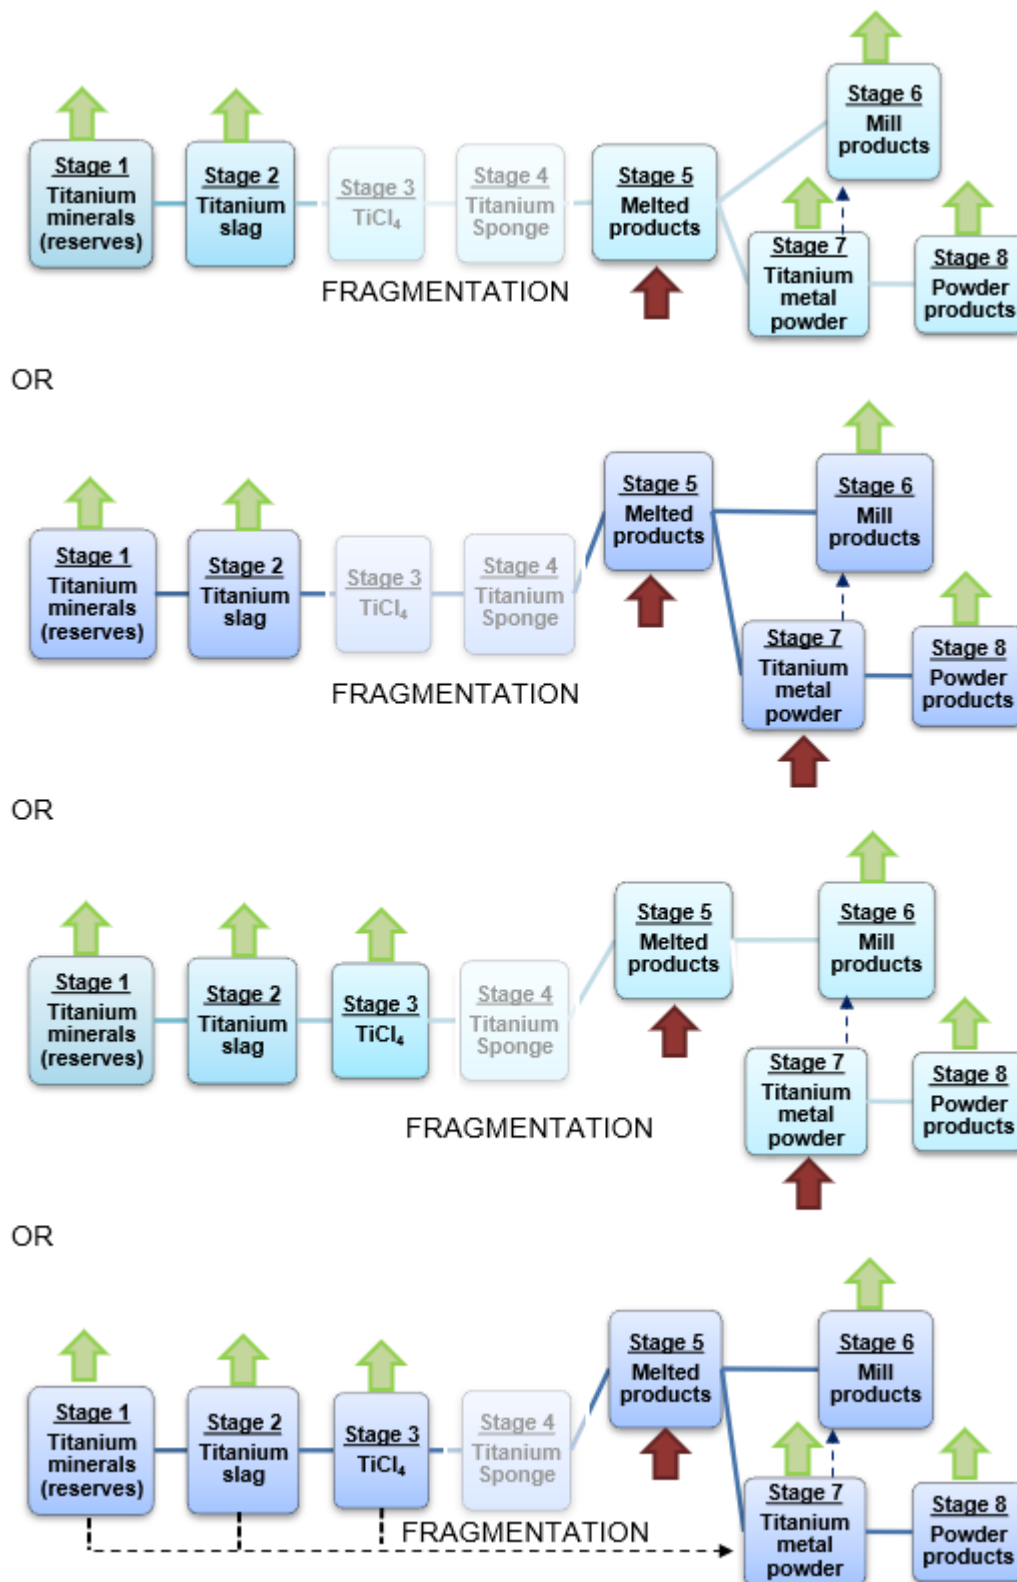 Stage 1
Titanium
minerals
(reserves)
Stage 2
Titanium
slag
Stage 3
TiCl₄
Stage 4
Titanium
Sponge
Stage 5
Melted
products
Stage 6
Mill
products
Stage 7
Titanium
metal
powder
Stage 8
Powder
products
FRAGMENTATION
OR
Stage 1
Titanium
minerals
(reserves)
Stage 2
Titanium
slag
Stage 3
TiCl₄
Stage 4
Titanium
Sponge
Stage 5
Melted
products
Stage 6
Mill
products
Stage 7
Titanium
metal
powder
Stage 8
Powder
products
FRAGMENTATION
OR
Stage 1
Titanium
minerals
(reserves)
Stage 2
Titanium
slag
Stage 3
TiCl₄
Stage 4
Titanium
Sponge
Stage 5
Melted
products
Stage 6
Mill
products
Stage 7
Titanium
metal
powder
Stage 8
Powder
products
FRAGMENTATION
OR
Stage 1
Titanium
minerals
(reserves)
Stage 2
Titanium
slag
Stage 3
TiCl₄
Stage 4
Titanium
Sponge
Stage 5
Melted
products
Stage 6
Mill
products
Stage 7
Titanium
metal
powder
Stage 8
Powder
products
FRAGMENTATION